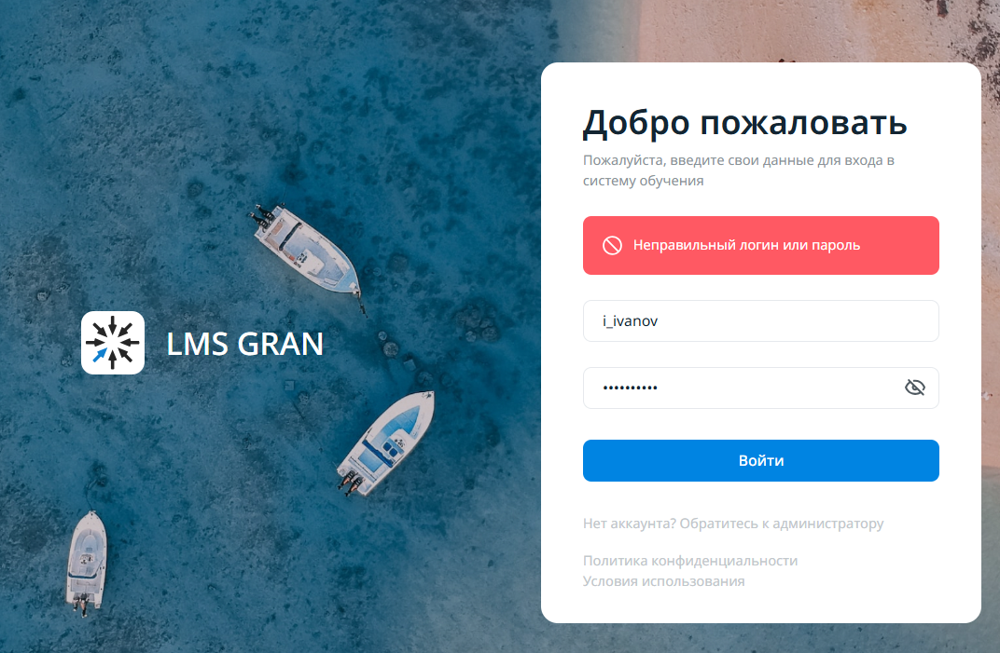 LMS GRAN
Добро пожаловать
Пожалуйста, введите свои данные для входа в
систему обучения
Неправильный логин или пароль
i_ivanov
••••••••••
Войти
Нет аккаунта? Обратитесь к администратору
Политика конфиденциальности
Условия использования